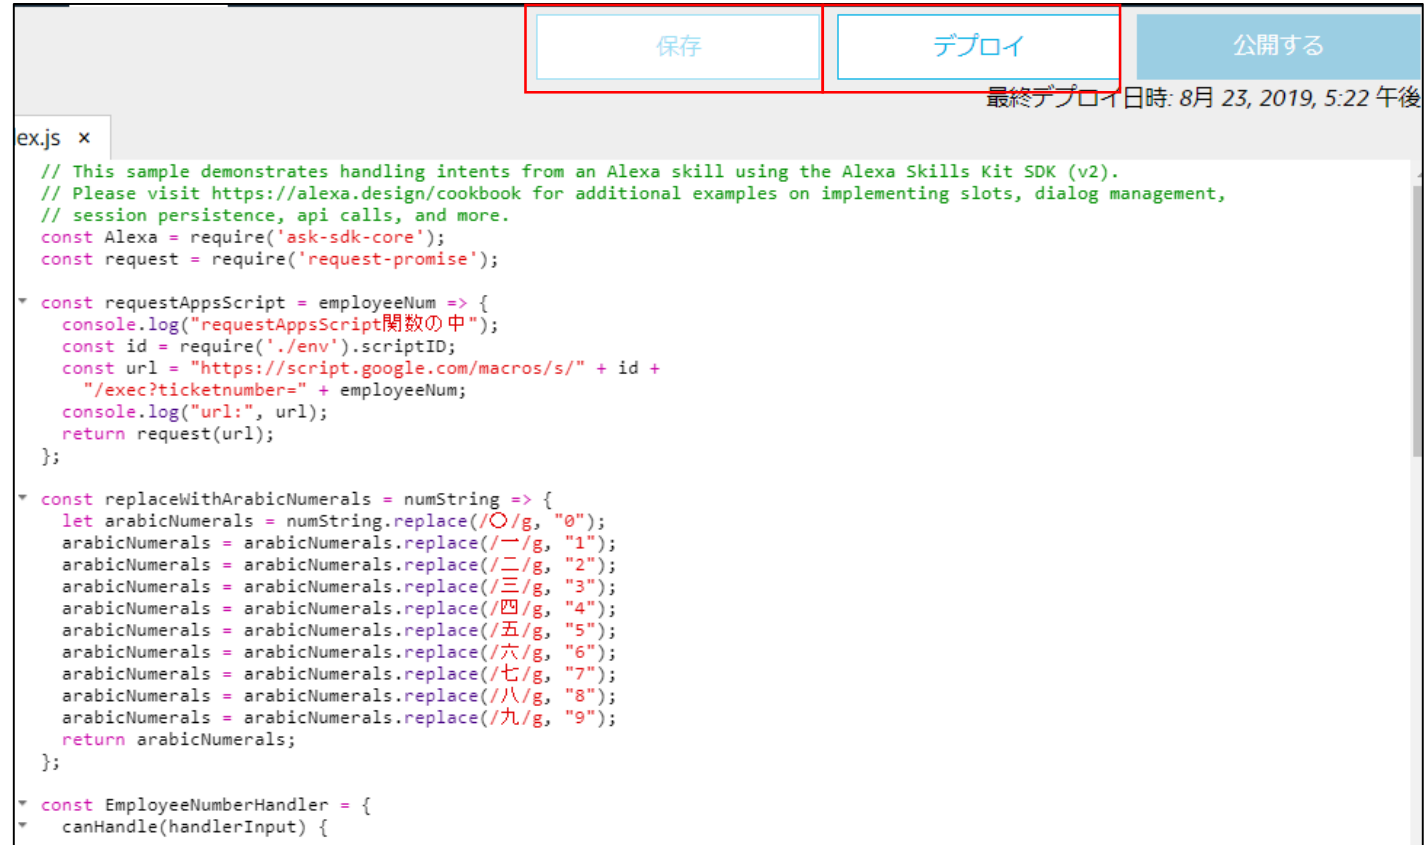 保存
デプロイ
公開する
最終デプロイ日時: 8月 23, 2019, 5:22 午後
ex.js ×
// This sample demonstrates handling intents from an Alexa skill using the Alexa Skills Kit SDK (v2).
// Please visit https://alexa.design/cookbook for additional examples on implementing slots, dialog management,
// session persistence, api calls, and more.
const Alexa = require('ask-sdk-core');
const request = require('request-promise');
const requestAppsScript = employeeNum => {
console.log("requestAppsScript関数の中");
const id = require('./env').scriptID;
const url = "https://script.google.com/macros/s/" + id +
"/exec?ticketnumber=" + employeeNum;
console.log("url:", url);
return request(url);
};
const replaceWithArabicNumerals = numString => {
let arabicNumerals = numString.replace(/〇/g, "0");
arabicNumerals = arabicNumerals.replace(/一/g, "1");
arabicNumerals = arabicNumerals.replace(/二/g, "2");
arabicNumerals = arabicNumerals.replace(/三/g, "3");
arabicNumerals = arabicNumerals.replace(/四/g, "4");
arabicNumerals = arabicNumerals.replace(/五/g, "5");
arabicNumerals = arabicNumerals.replace(/六/g, "6");
arabicNumerals = arabicNumerals.replace(/七/g, "7");
arabicNumerals = arabicNumerals.replace(/八/g, "8");
arabicNumerals = arabicNumerals.replace(/九/g, "9");
return arabicNumerals;
};
const EmployeeNumberHandler = {
canHandle(handlerInput) {